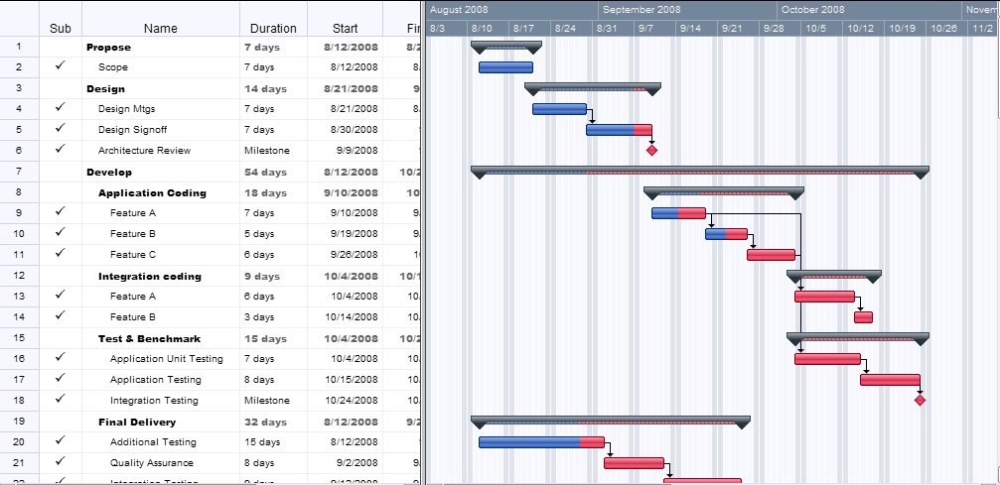 August 2008 September 2008 October 2008 Novem
Sub Name Duration Start Fin 8/3 8/10 8/17 8/24 8/31 9/7 9/14 9/21 9/28 10/5 10/12 10/19 10/26 11/2
1 Propose 7 days 8/12/2008 8/2
2 ✓ Scope 7 days 8/12/2008 8.
3 Design 14 days 8/21/2008 9
4 ✓ Design Mtgs 7 days 8/21/2008 8.
5 ✓ Design Signoff 7 days 8/30/2008
6 ✓ Architecture Review Milestone 9/9/2008
7 Develop 54 days 8/12/2008 10/2
8 Application Coding 18 days 9/10/2008 10
9 ✓ Feature A 7 days 9/10/2008 9.
10 ✓ Feature B 5 days 9/19/2008 9.
11 ✓ Feature C 6 days 9/26/2008 10
12 Integration coding 9 days 10/4/2008 10/1
13 ✓ Feature A 6 days 10/4/2008 10.
14 ✓ Feature B 3 days 10/14/2008 10.
15 Test & Benchmark 15 days 10/4/2008 10/2
16 ✓ Application Unit Testing 7 days 10/4/2008 10.
17 ✓ Application Testing 8 days 10/15/2008 10.
18 ✓ Integration Testing Milestone 10/24/2008 10.
19 Final Delivery 32 days 8/12/2008 9/2
20 ✓ Additional Testing 15 days 8/12/2008
21 ✓ Quality Assurance 8 days 9/2/2008 9.
22 Integration Testing 9 days 9/12/2008 9.